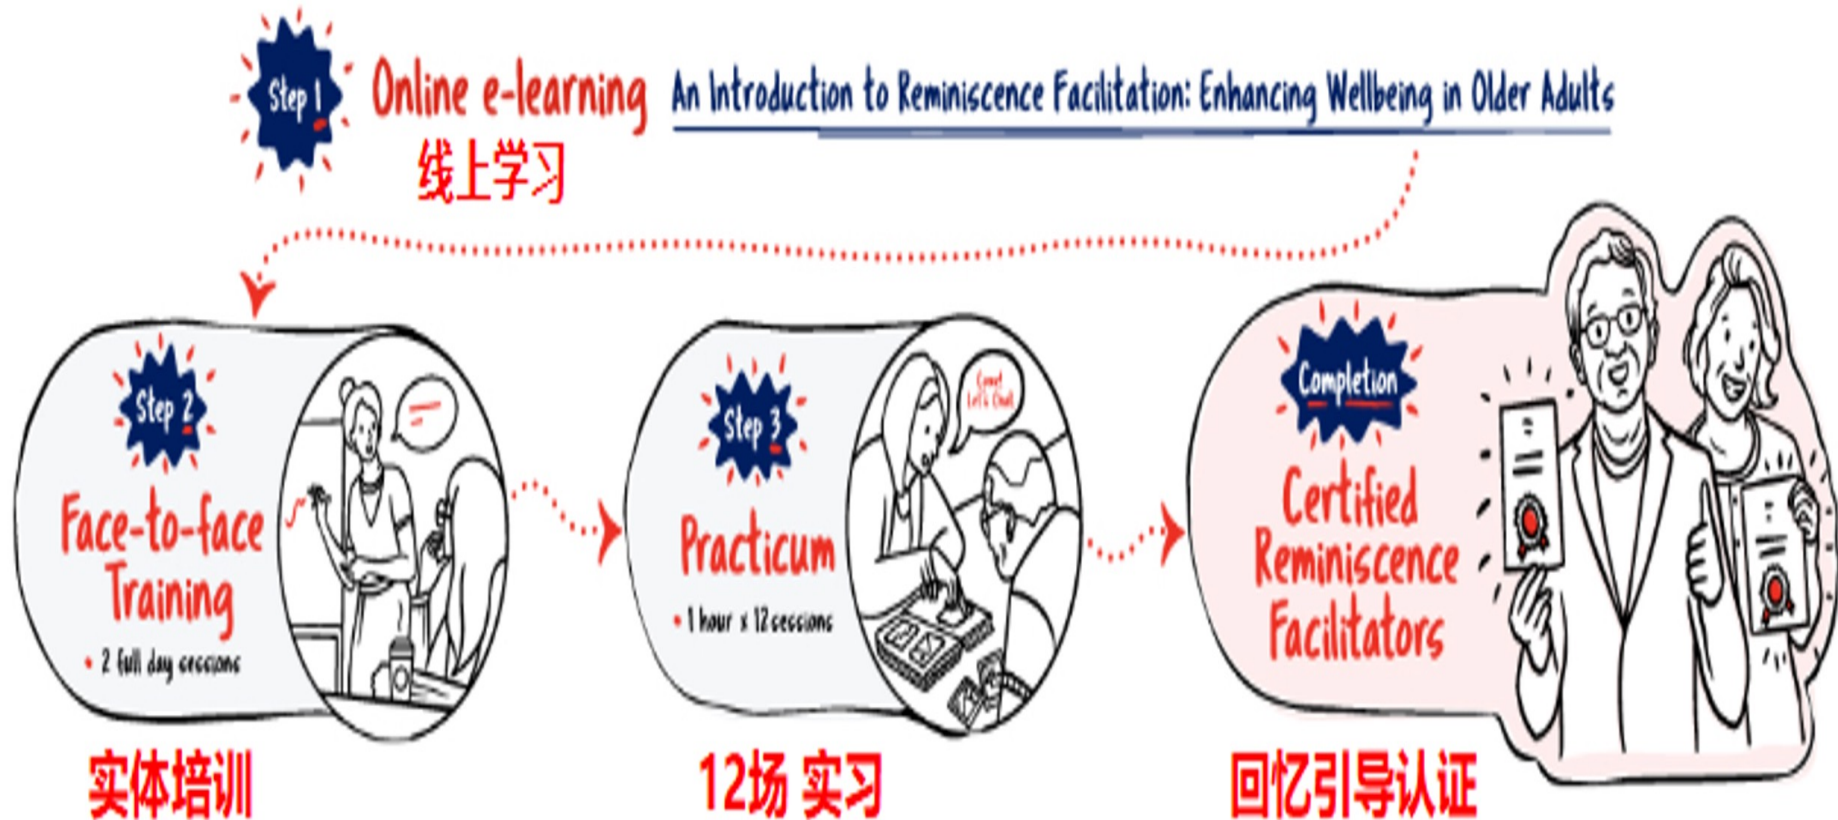 Step 1
Online e-learning
An Introduction to Reminiscence Facilitation: Enhancing Wellbeing in Older Adults
线上学习
Step 2
Face-to-face
Training
• 2 full day sessions
实体培训
Step 3
Practicum
• 1 hour x 12 sessions
Let's Chat
12场 实习
Completion
Certified
Reminiscence
Facilitators
回忆引导认证